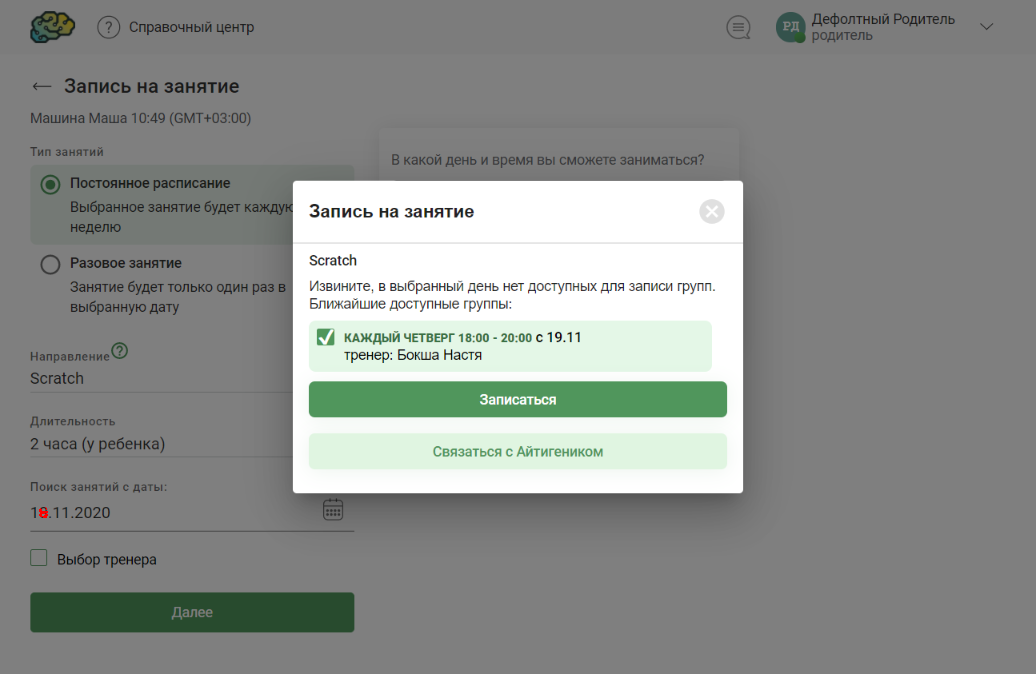 Справочный центр
РД
Дефолтный Родитель
родитель
Запись на занятие
Машина Маша 10:49 (GMT+03:00)
Тип занятий
Постоянное расписание
Выбранное занятие будет каждую
неделю
Разовое занятие
Занятие будет только один раз в
выбранную дату
Направление
Scratch
Длительность
2 часа (у ребенка)
Поиск занятий с даты:
18.11.2020
Выбор тренера
Далее
В какой день и время вы сможете заниматься?
Запись на занятие
Scratch
Извините, в выбранный день нет доступных для записи групп.
Ближайшие доступные группы:
КАЖДЫЙ ЧЕТВЕРГ 18:00 - 20:00 с 19.11
тренер: Бокша Настя
Записаться
Связаться с Айтигеником